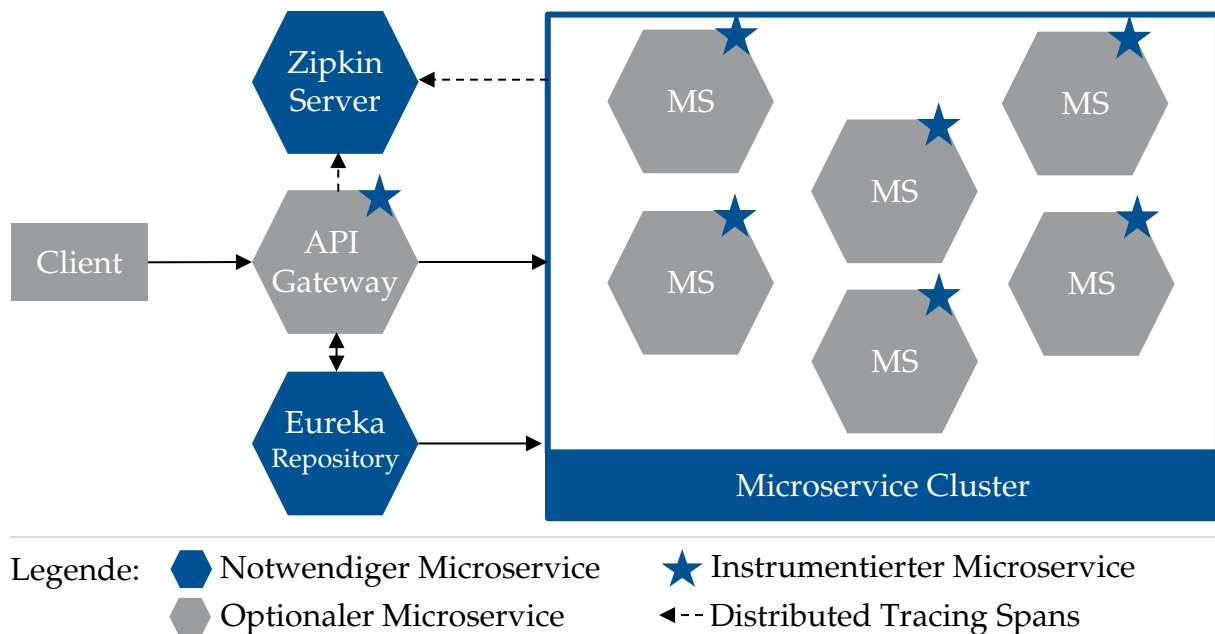 Zipkin
Server
MS
MS
MS
MS
MS
MS
Client
API
Gateway
Eureka
Repository
Microservice Cluster
Legende:
Notwendiger Microservice
Instrumentierter Microservice
Optionaler Microservice
Distributed Tracing Spans